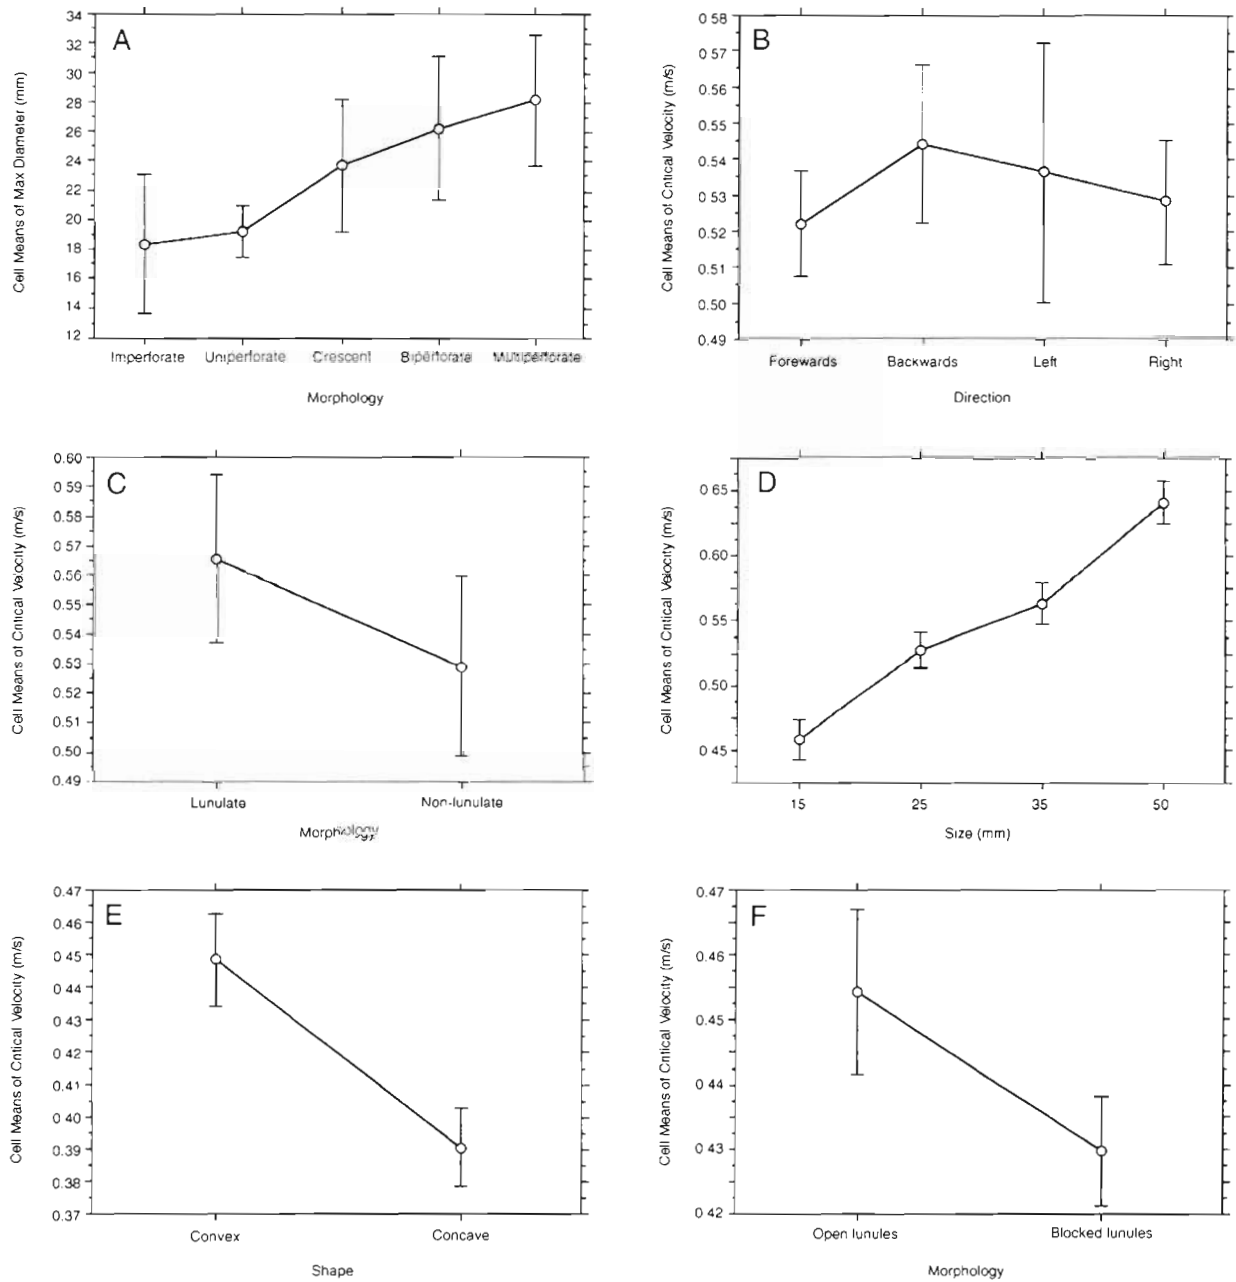 A
Cell Means of Max Diameter (mm)
34
32
30
28
26
24
22
20
18
16
14
12
Imperforate Uniperforate Crescent Biperforate Multiperforate
Morphology
B
Cell Means of Critical Velocity (m/s)
0.58
0.57
0.56
0.55
0.54
0.53
0.52
0.51
0.50
0.49
Forewards Backwards Left Right
Direction
C
Cell Means of Critical Velocity (m/s)
0.60
0.59
0.58
0.57
0.56
0.55
0.54
0.53
0.52
0.51
0.50
0.49
Lunulate Non-lunulate
Morphology
D
Cell Means of Critical Velocity (m/s)
0.65
0.60
0.55
0.50
0.45
15 25 35 50
Size (mm)
E
Cell Means of Critical Velocity (m/s)
0.47
0.46
0.45
0.44
0.43
0.42
0.41
0.40
0.39
0.38
0.37
Convex Concave
Shape
F
Cell Means of Critical Velocity (m/s)
0.47
0.46
0.45
0.44
0.43
0.42
Open lunules Blocked lunules
Morphology